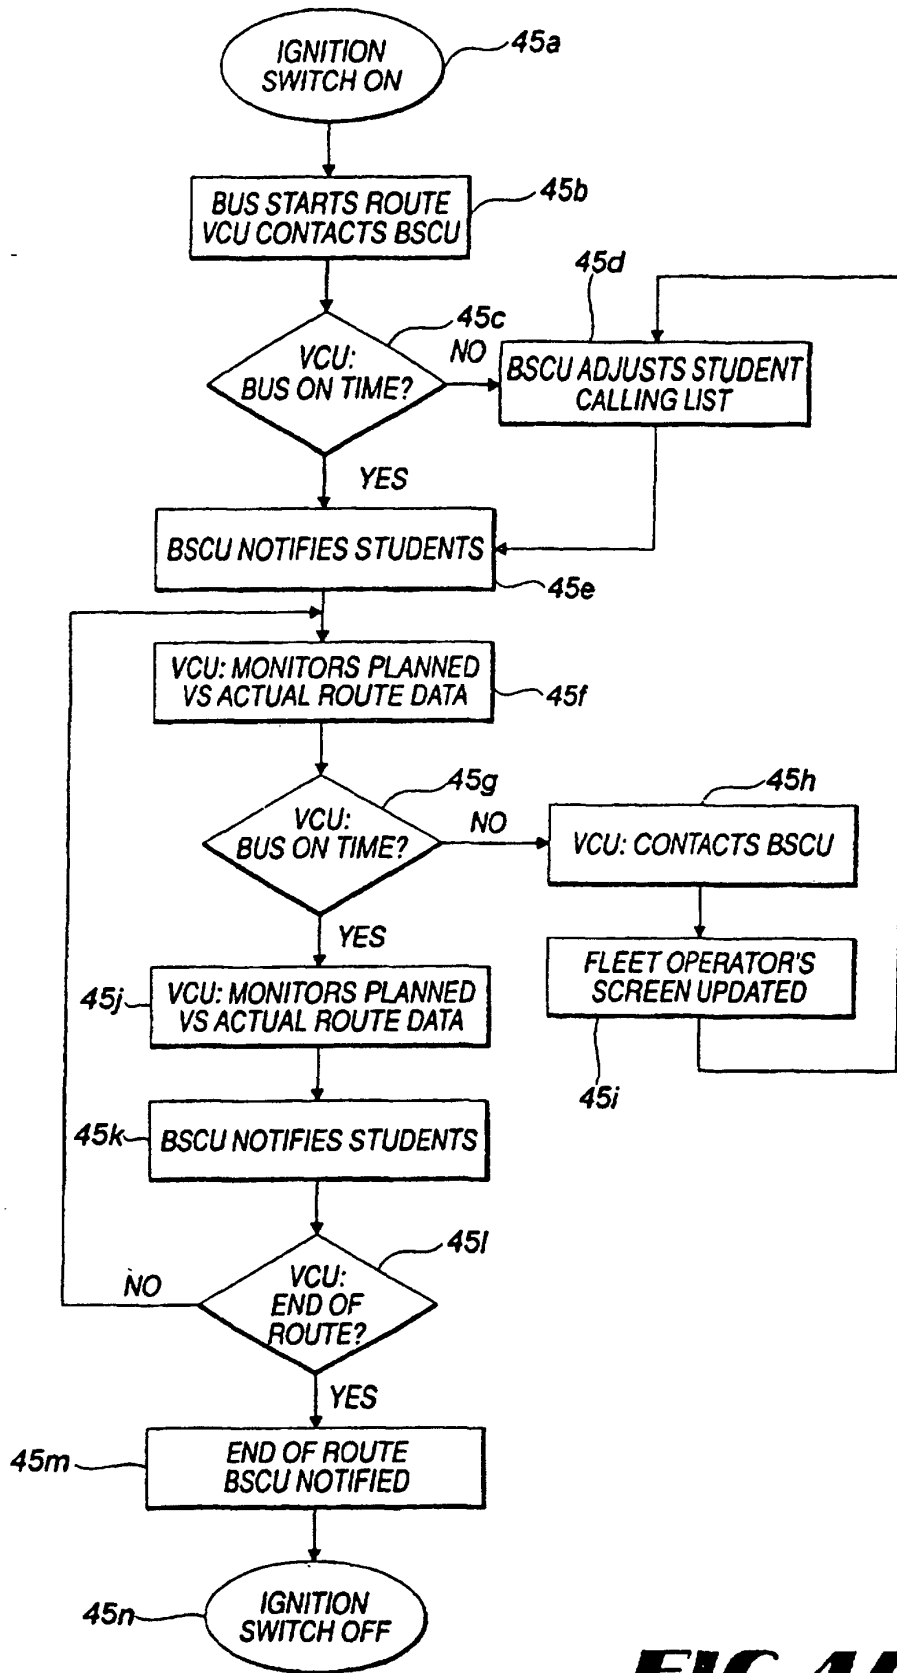 IGNITION
SWITCH ON
45a
BUS STARTS ROUTE
VCU CONTACTS BSCU
45b
VCU:
BUS ON TIME?
45c
NO
YES
BSCU ADJUSTS STUDENT
CALLING LIST
45d
BSCU NOTIFIES STUDENTS
45e
VCU: MONITORS PLANNED
VS ACTUAL ROUTE DATA
45f
VCU:
BUS ON TIME?
45g
NO
YES
VCU: CONTACTS BSCU
45h
FLEET OPERATOR'S
SCREEN UPDATED
45i
45j
VCU: MONITORS PLANNED
VS ACTUAL ROUTE DATA
45k
BSCU NOTIFIES STUDENTS
VCU:
END OF
ROUTE?
45l
NO
YES
45m
END OF ROUTE
BSCU NOTIFIED
45n
IGNITION
SWITCH OFF